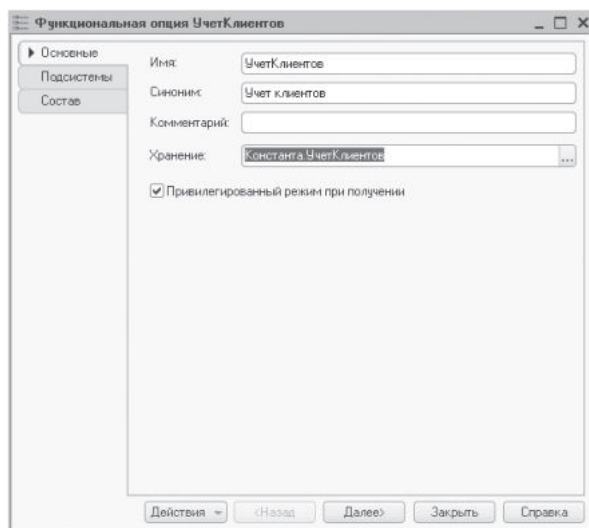 Функциональная опция УчетКлиентов
Основные
Подсистемы
Состав
Имя: УчетКлиентов
Синоним: Учет клиентов
Комментарий:
Хранение: Константа.УчетКлиентов ...
Привилегированный режим при получении
Действия <Назад Далее> Закрыть Справка